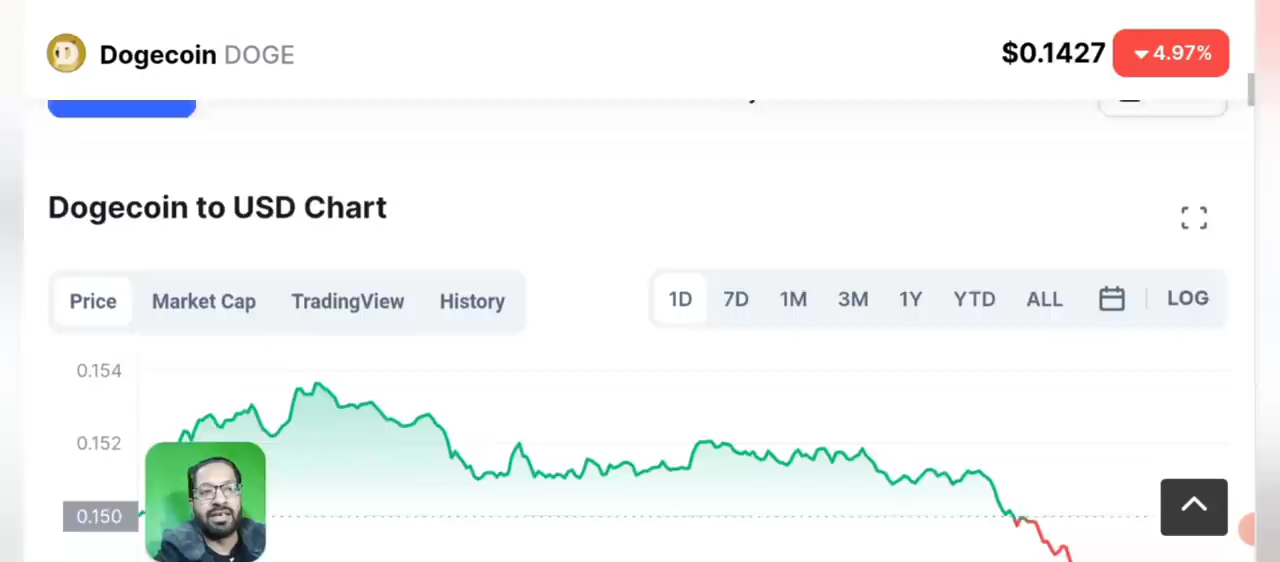 Dogecoin DOGE $0.1427 4.97%
Dogecoin to USD Chart
Price Market Cap TradingView History 1D 7D 1M 3M 1Y YTD ALL LOG
0.154
0.152
0.150